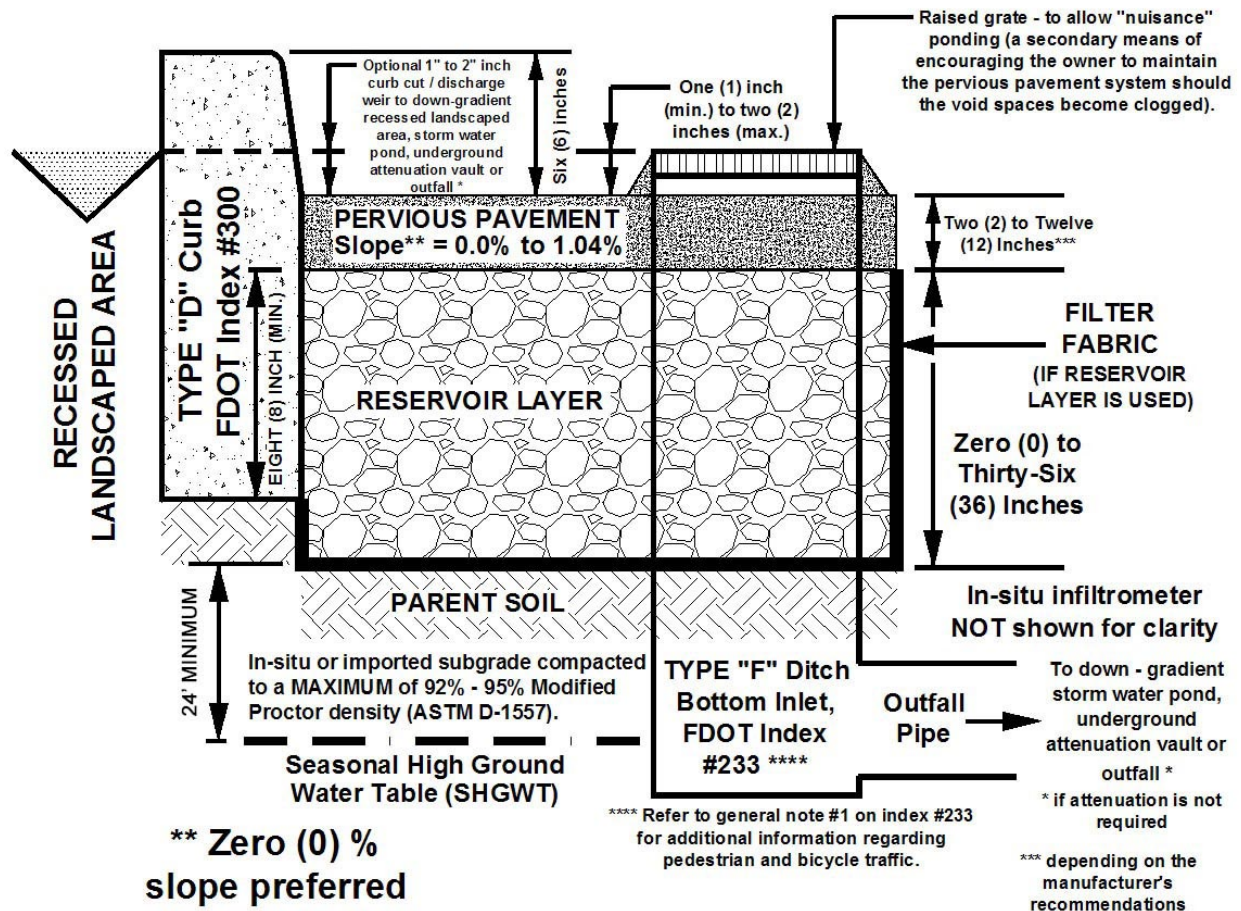 Raised grate - to allow "nuisance"
ponding (a secondary means of
encouraging the owner to maintain
the pervious pavement system should
the void spaces become clogged).
Optional 1" to 2" inch
curb cut / discharge
weir to down-gradient
recessed landscaped
area, storm water
pond, underground
attenuation vault or
outfall *
Six (6) inches
One (1) inch
(min.) to two (2)
inches (max.)
RECESSED
LANDSCAPED AREA
TYPE "D" Curb
FDOT Index #300
PERVIOUS PAVEMENT
Slope** = 0.0% to 1.04%
Two (2) to Twelve
(12) Inches***
EIGHT (8) INCH (MIN.)
RESERVOIR LAYER
FILTER
FABRIC
(IF RESERVOIR
LAYER IS USED)
Zero (0) to
Thirty-Six
(36) Inches
PARENT SOIL
In-situ infiltrometer
NOT shown for clarity
24' MINIMUM
In-situ or imported subgrade compacted
to a MAXIMUM of 92% - 95% Modified
Proctor density (ASTM D-1557).
TYPE "F" Ditch
Bottom Inlet,
FDOT Index
#233 ****
Outfall
Pipe
To down - gradient
storm water pond,
underground
attenuation vault or
outfall *
* if attenuation is not
required
Seasonal High Ground
Water Table (SHGWT)
**** Refer to general note #1 on index #233
for additional information regarding
pedestrian and bicycle traffic.
** Zero (0) %
slope preferred
*** depending on the
manufacturer's
recommendations